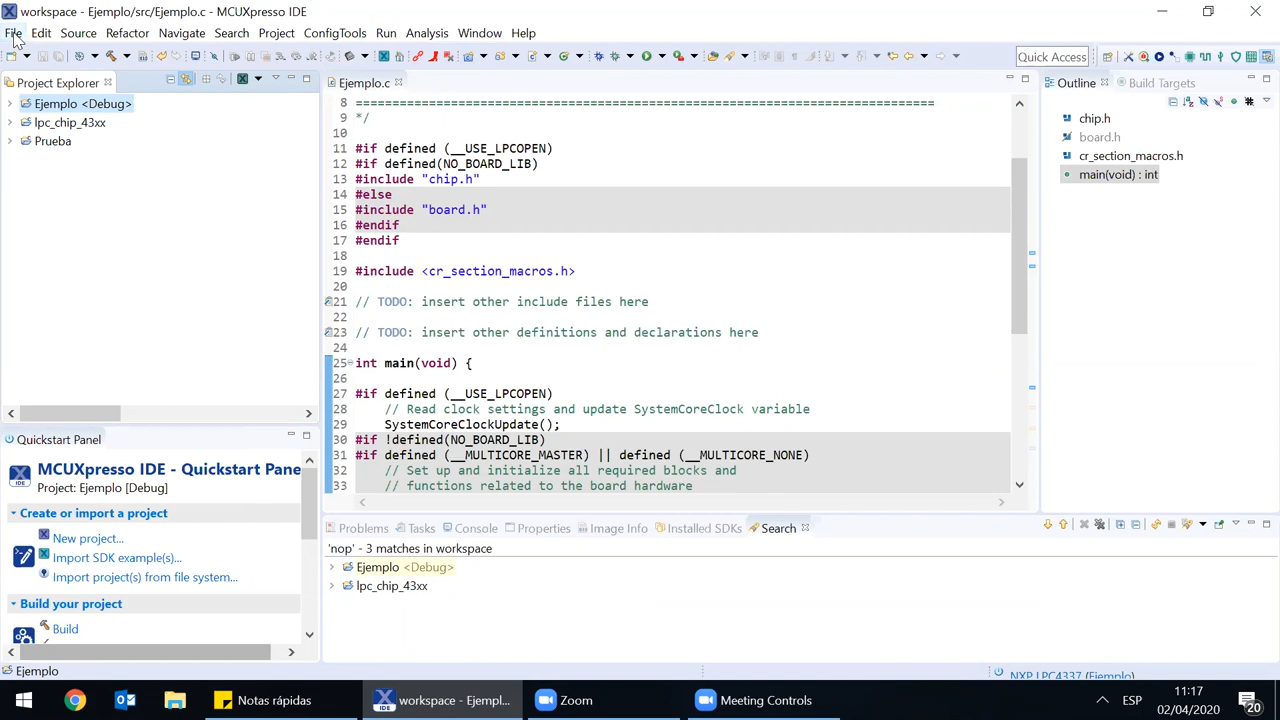 workspace - Ejemplo/src/Ejemplo.c - MCUXpresso IDE
File Edit Source Refactor Navigate Search Project ConfigTools Run Analysis Window Help
Quick Access
Project Explorer
Ejemplo <Debug>
lpc_chip_43xx
Prueba
Ejemplo.c
8 ===============================================================================
9 */
10
11 #if defined (__USE_LPCOPEN)
12 #if defined(NO_BOARD_LIB)
13 #include "chip.h"
14 #else
15 #include "board.h"
16 #endif
17 #endif
18
19 #include <cr_section_macros.h>
20
21 // TODO: insert other include files here
22
23 // TODO: insert other definitions and declarations here
24
25 int main(void) {
26
27 #if defined (__USE_LPCOPEN)
28 // Read clock settings and update SystemCoreClock variable
29 SystemCoreClockUpdate();
30 #if !defined(NO_BOARD_LIB)
31 #if defined (__MULTICORE_MASTER) || defined (__MULTICORE_NONE)
32 // Set up and initialize all required blocks and
33 // functions related to the board hardware
Outline Build Targets
chip.h
board.h
cr_section_macros.h
main(void) : int
Quickstart Panel
IDE MCUXpresso IDE - Quickstart Pane
Project: Ejemplo [Debug]
Create or import a project
New project...
Import SDK example(s)...
Import project(s) from file system...
Build your project
Build
Problems Tasks Console Properties Image Info Installed SDKs Search
'nop' - 3 matches in workspace
Ejemplo <Debug>
lpc_chip_43xx
Ejemplo
NXP LPC4337 (Ejemplo)
Notas rápidas
IDE workspace - Ejempl...
Zoom
Meeting Controls
ESP
11:17
02/04/2020
20